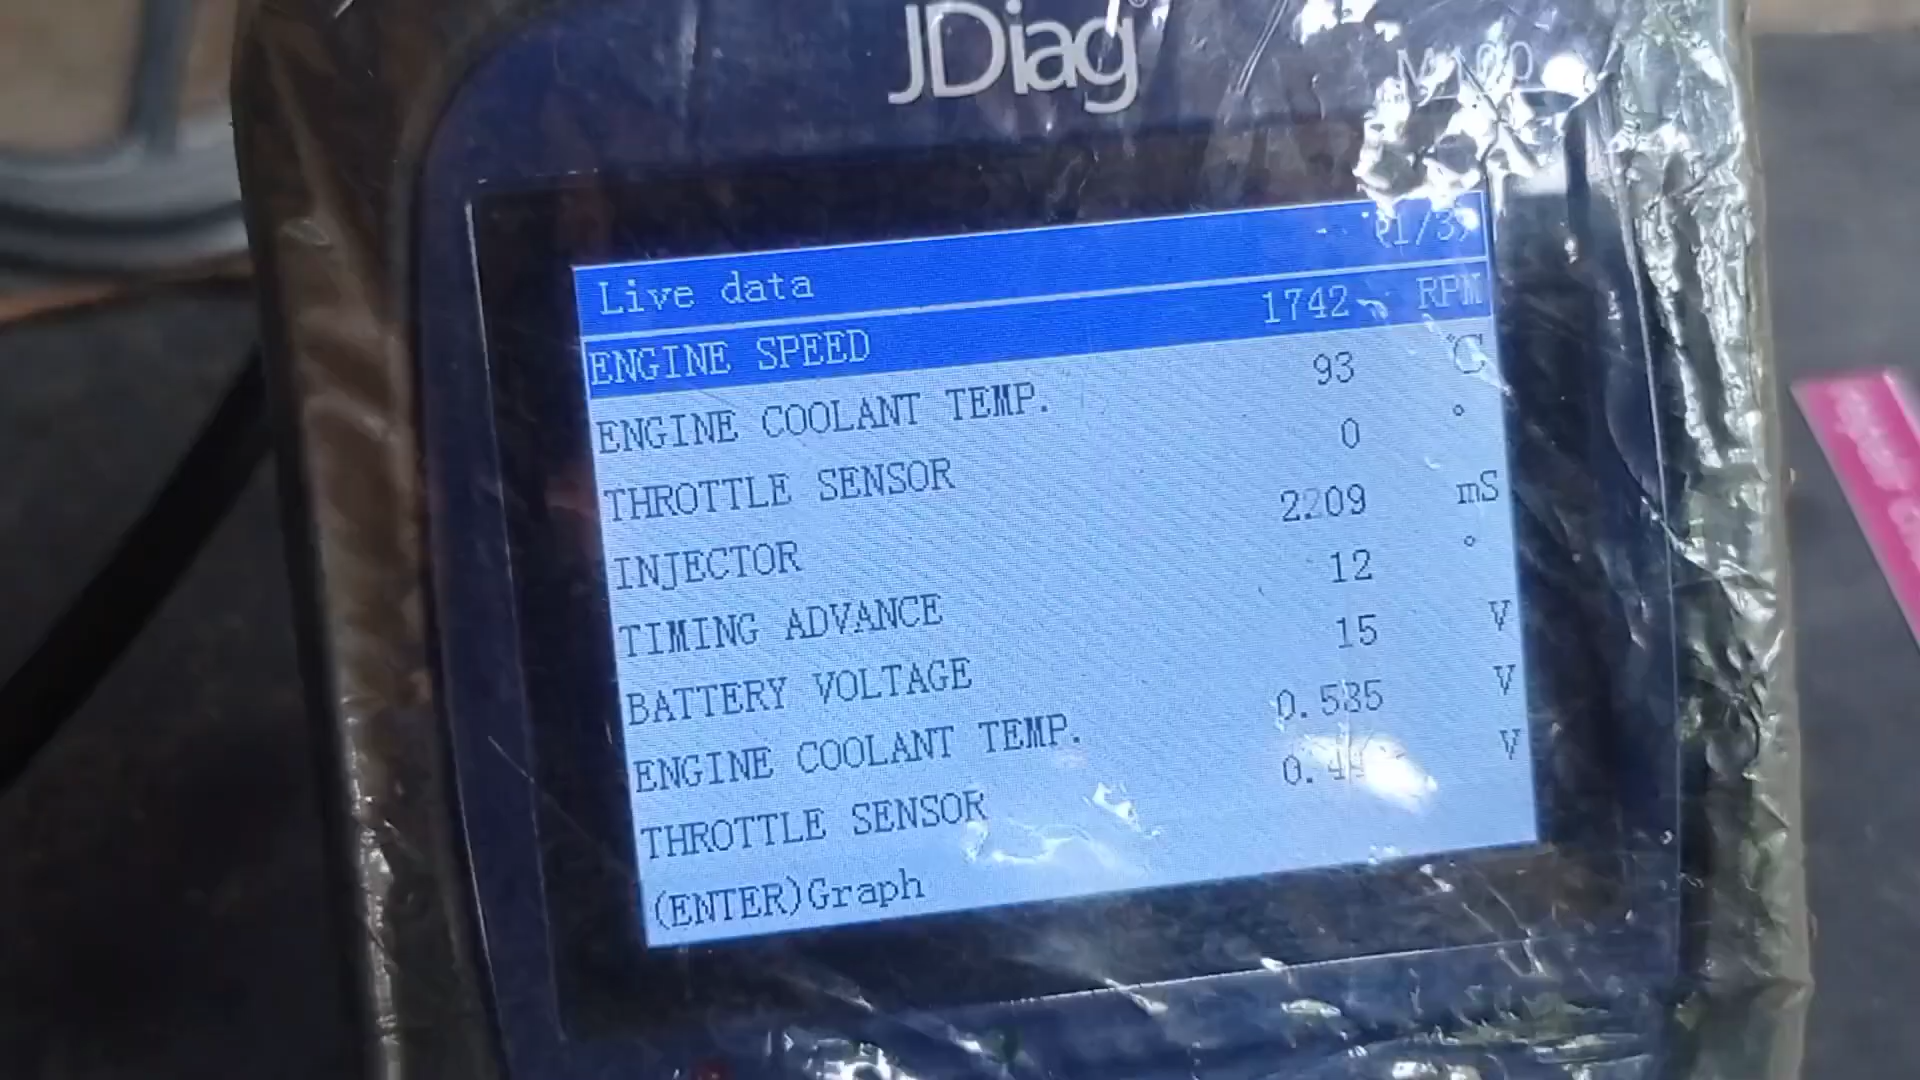 JDiag
M100
Live data (1/3)
ENGINE SPEED 1742 RPM
ENGINE COOLANT TEMP. 93 °C
THROTTLE SENSOR 0 °
INJECTOR 2209 mS
TIMING ADVANCE 12 °
BATTERY VOLTAGE 15 V
ENGINE COOLANT TEMP. 0.535 V
THROTTLE SENSOR V
(ENTER)Graph